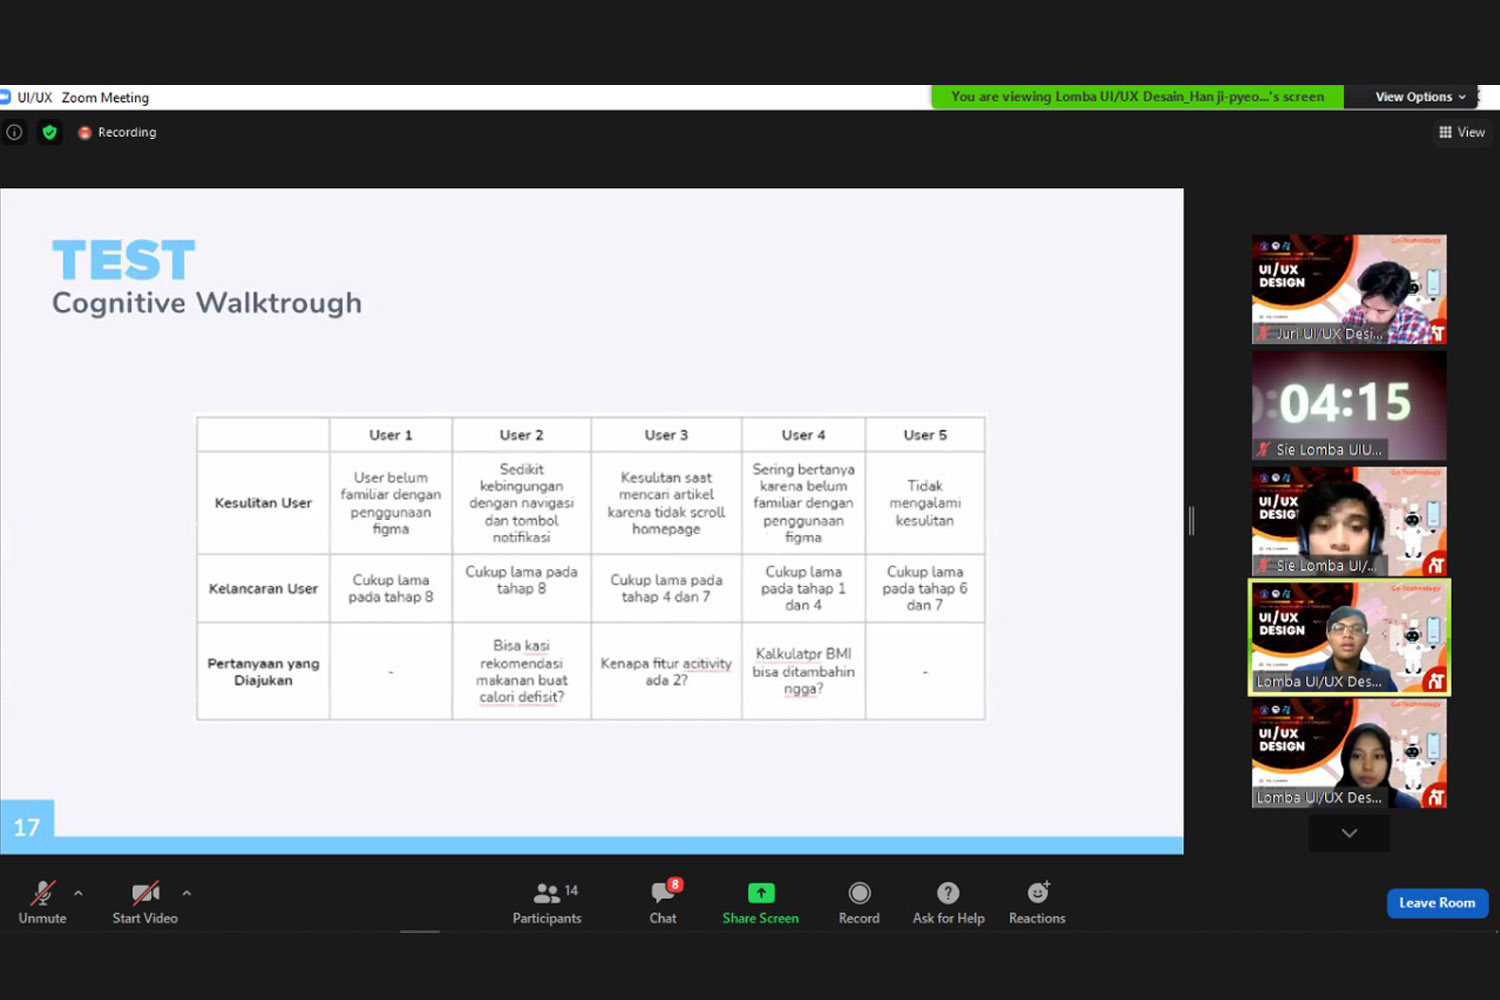 UI/UX Zoom Meeting
You are viewing Lomba UI/UX Desain_Han ji-pyeo...'s screen
View Options
Recording
View
TEST
Cognitive Walktrough
User 1
User 2
User 3
User 4
User 5
Kesulitan User
User belum
familiar dengan
penggunaan
figma
Sedikit
kebingungan
dengan navigasi
dan tombol
notifikasi
Kesulitan saat
mencari artikel
karena tidak scroll
homepage
Sering bertanya
karena belum
familiar dengan
penggunaan
figma
Tidak
mengalami
kesulitan
Kelancaran User
Cukup lama
pada tahap 8
Cukup lama pada
tahap 8
Cukup lama pada
tahap 4 dan 7
Cukup lama
pada tahap 1
dan 4
Cukup lama
pada tahap 6
dan 7
Pertanyaan yang
Diajukan
-
Bisa kasi
rekomendasi
makanan buat
calori defisit?
Kenapa fitur acitivity
ada 2?
Kalkulatpr BMI
bisa ditambahin
ngga?
-
17
Go-Technology
UI/UX
DESIGN
Juri UI/UX Desi...
04:15
Sie Lomba UIU...
Go-Technology
UI/UX
DESIG
Sie Lomba UI/...
Go-Technology
UI/UX
DESIGN
Lomba UI/UX Des...
Go-Technology
UI/UX
DESIGN
Lomba UI/UX Des...
Unmute
Start Video
14
Participants
8
Chat
Share Screen
Record
Ask for Help
Reactions
Leave Room